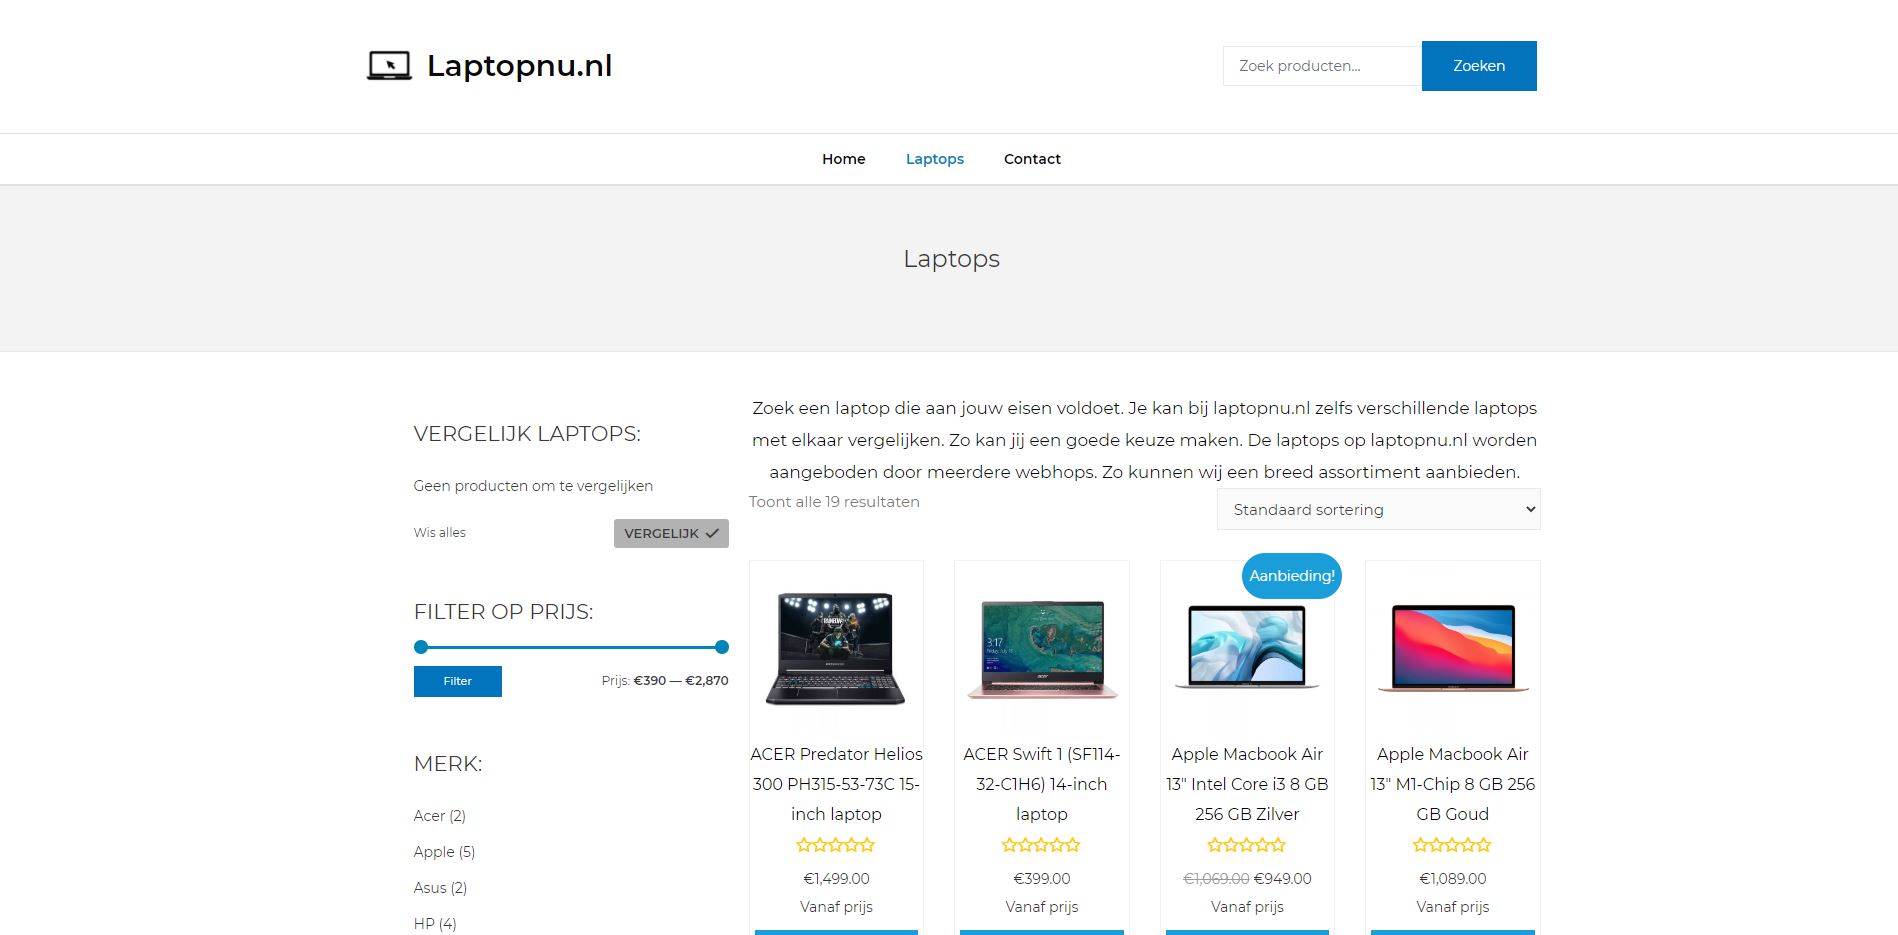 Laptopnu.nl
Zoek producten...
Zoeken
Home
Laptops
Contact
Laptops
VERGELIJK LAPTOPS:
Geen producten om te vergelijken
Wis alles
VERGELIJK
FILTER OP PRIJS:
Filter
Prijs: €390 — €2,870
MERK:
Acer (2)
Apple (5)
Asus (2)
HP (4)
Zoek een laptop die aan jouw eisen voldoet. Je kan bij laptopnu.nl zelfs verschillende laptops
met elkaar vergelijken. Zo kan jij een goede keuze maken. De laptops op laptopnu.nl worden
aangeboden door meerdere webhops. Zo kunnen wij een breed assortiment aanbieden.
Toont alle 19 resultaten
Standaard sortering
ACER Predator Helios
300 PH315-53-73C 15-
inch laptop
€1,499.00
Vanaf prijs
3:17
ACER Swift 1 (SF114-
32-C1H6) 14-inch
laptop
€399.00
Vanaf prijs
Aanbieding!
Apple Macbook Air
13" Intel Core i3 8 GB
256 GB Zilver
€1,069.00 €949.00
Vanaf prijs
Apple Macbook Air
13" M1-Chip 8 GB 256
GB Goud
€1,089.00
Vanaf prijs